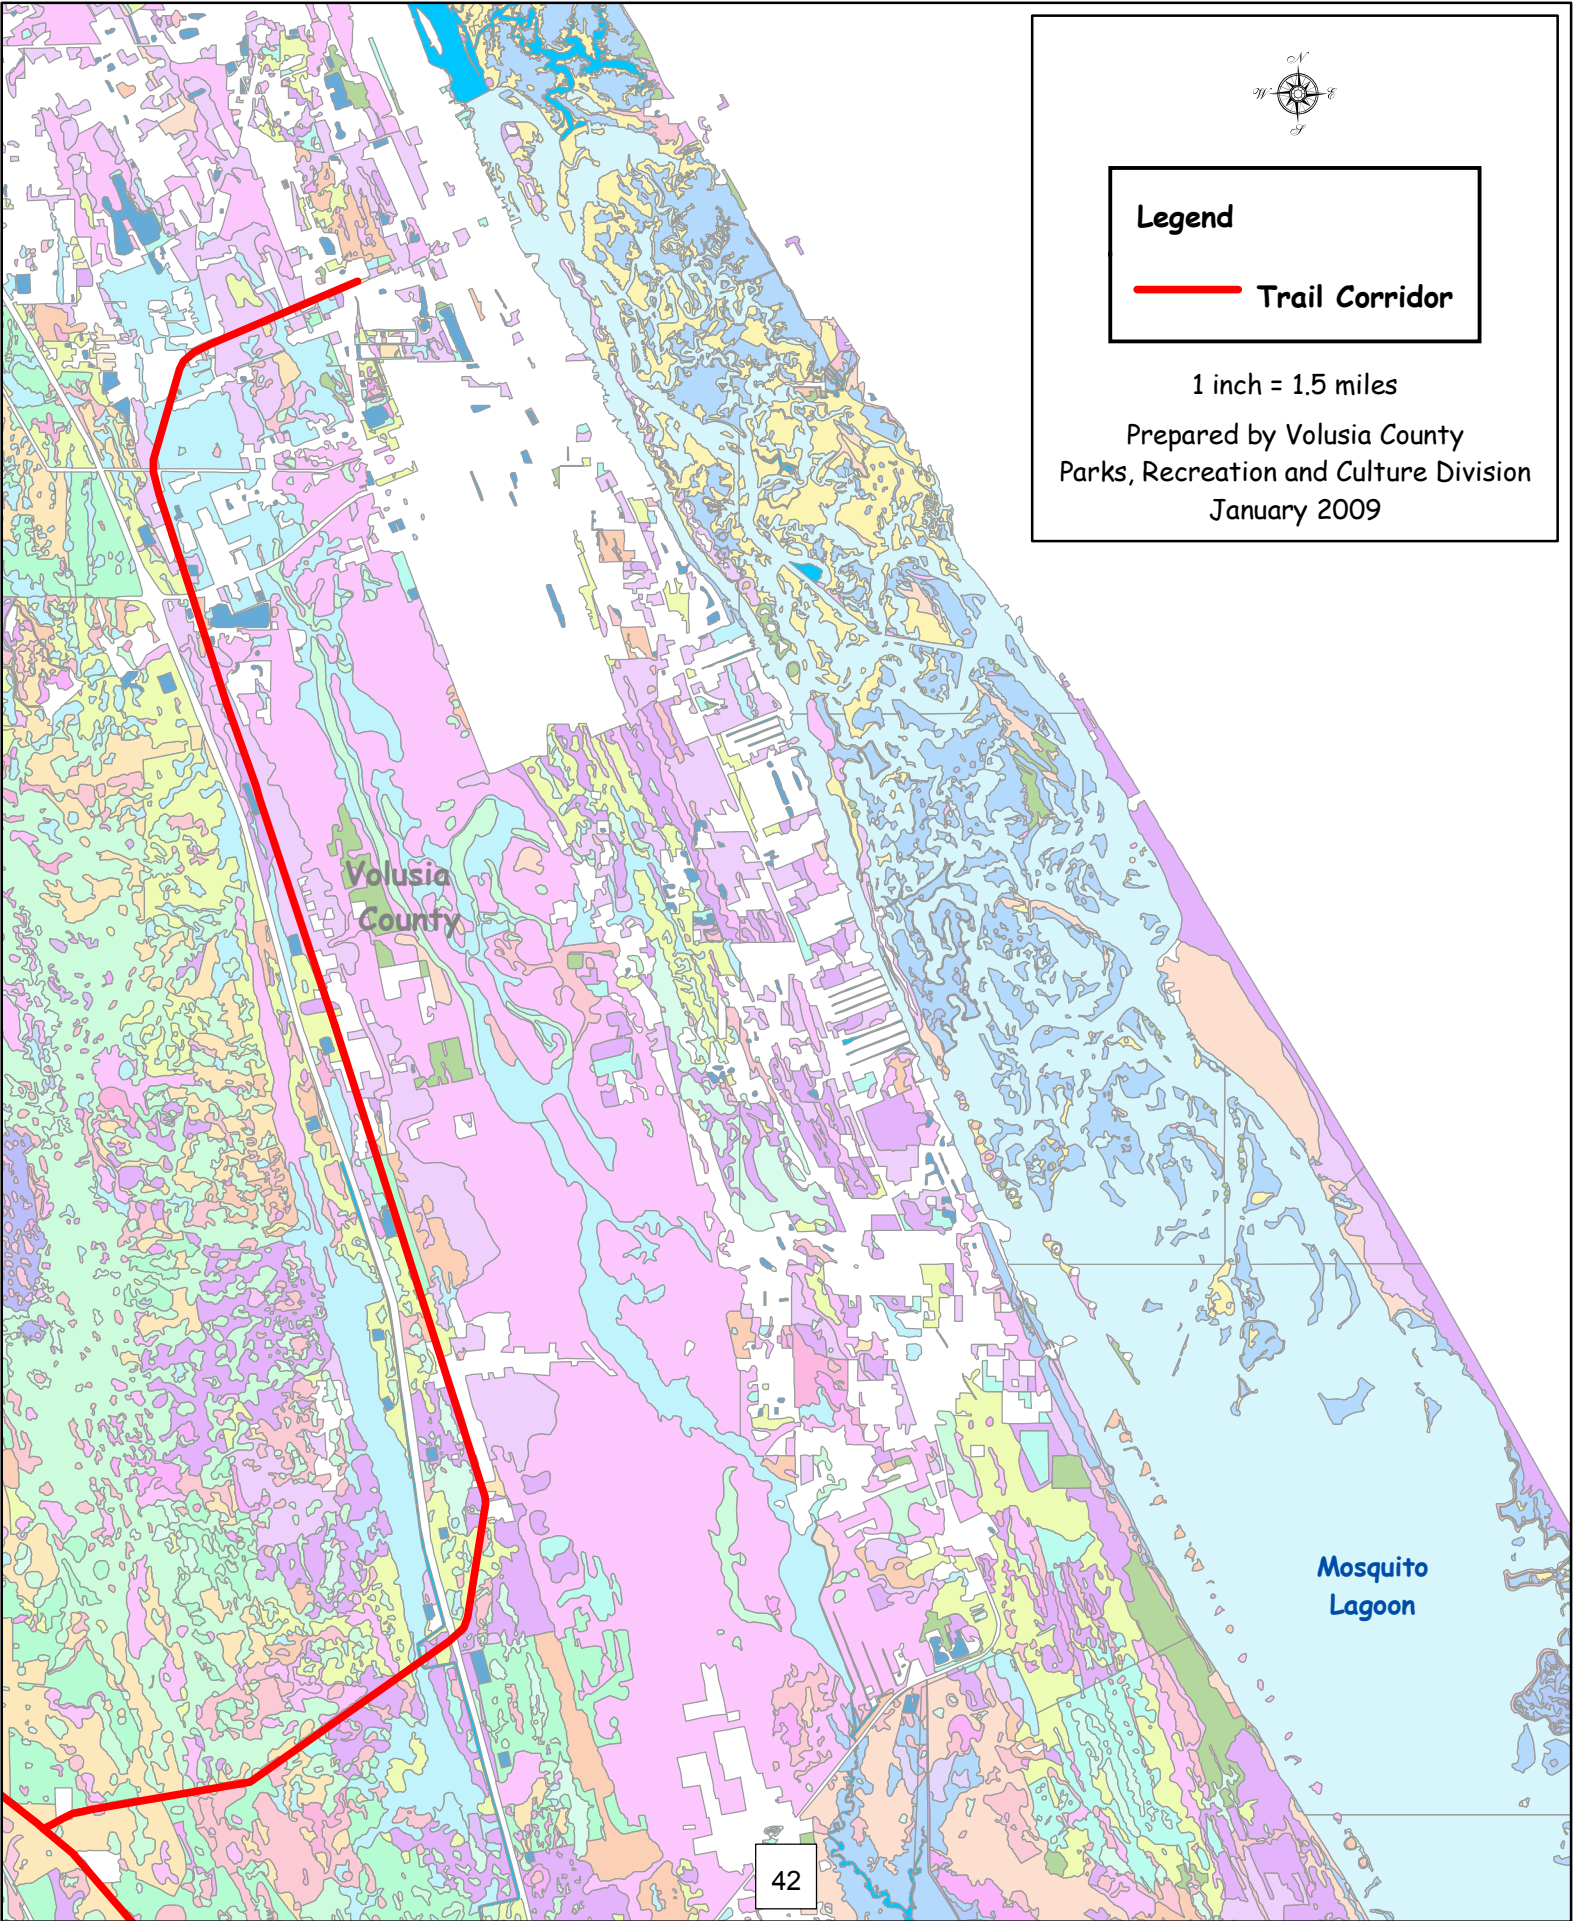 N
W E
S
Legend
Trail Corridor
1 inch = 1.5 miles
Prepared by Volusia County
Parks, Recreation and Culture Division
January 2009
Volusia
County
Mosquito
Lagoon
42